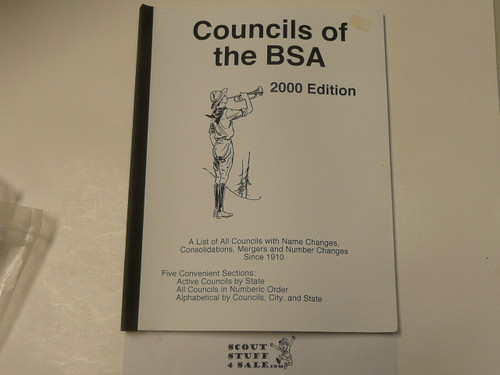 Councils of
the BSA
2000 Edition
A List of All Councils with Name Changes,
Consolidations, Mergers and Number Changes
Since 1910
Five Convenient Sections:
Active Councils by State
All Councils in Numberic Order
Alphabetical by Councils, City, and State
SCOUT
STUFF
4 SALE.com